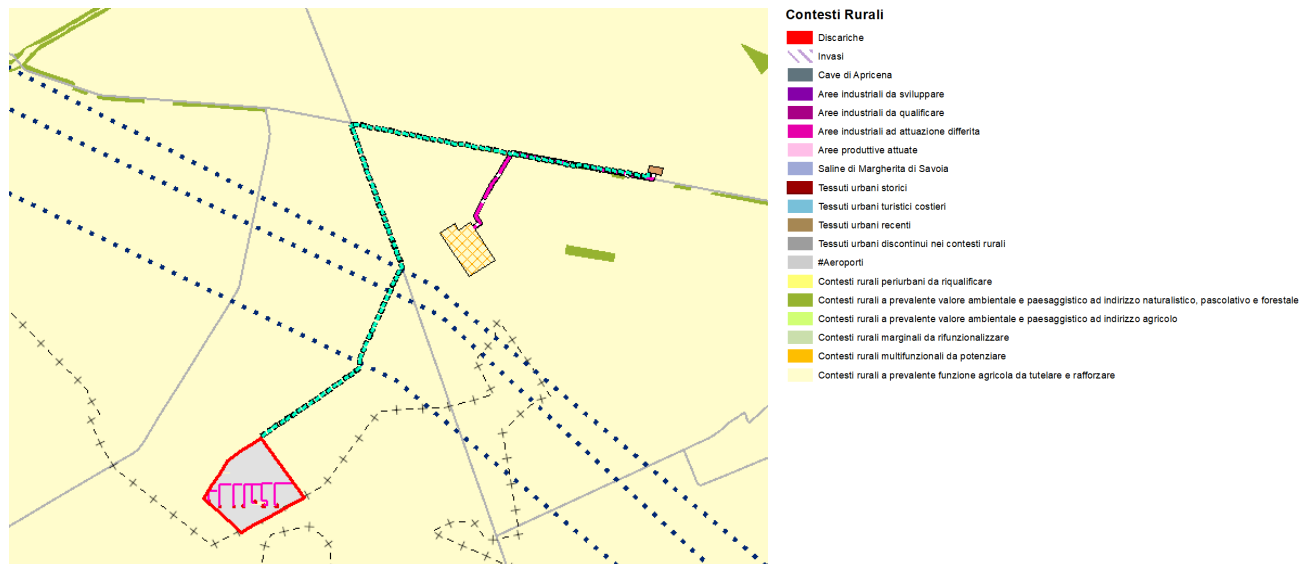 Contesti Rurali
Discariche
Invasi
Cave di Apricena
Aree industriali da sviluppare
Aree industriali da qualificare
Aree industriali ad attuazione differita
Aree produttive attuate
Saline di Margherita di Savoia
Tessuti urbani storici
Tessuti urbani turistici costieri
Tessuti urbani recenti
Tessuti urbani discontinui nei contesti rurali
#Aeroporti
Contesti rurali periurbani da riqualificare
Contesti rurali a prevalente valore ambientale e paesaggistico ad indirizzo naturalistico, pascolativo e forestale
Contesti rurali a prevalente valore ambientale e paesaggistico ad indirizzo agricolo
Contesti rurali marginali da rifunzionalizzare
Contesti rurali multifunzionali da potenziare
Contesti rurali a prevalente funzione agricola da tutelare e rafforzare